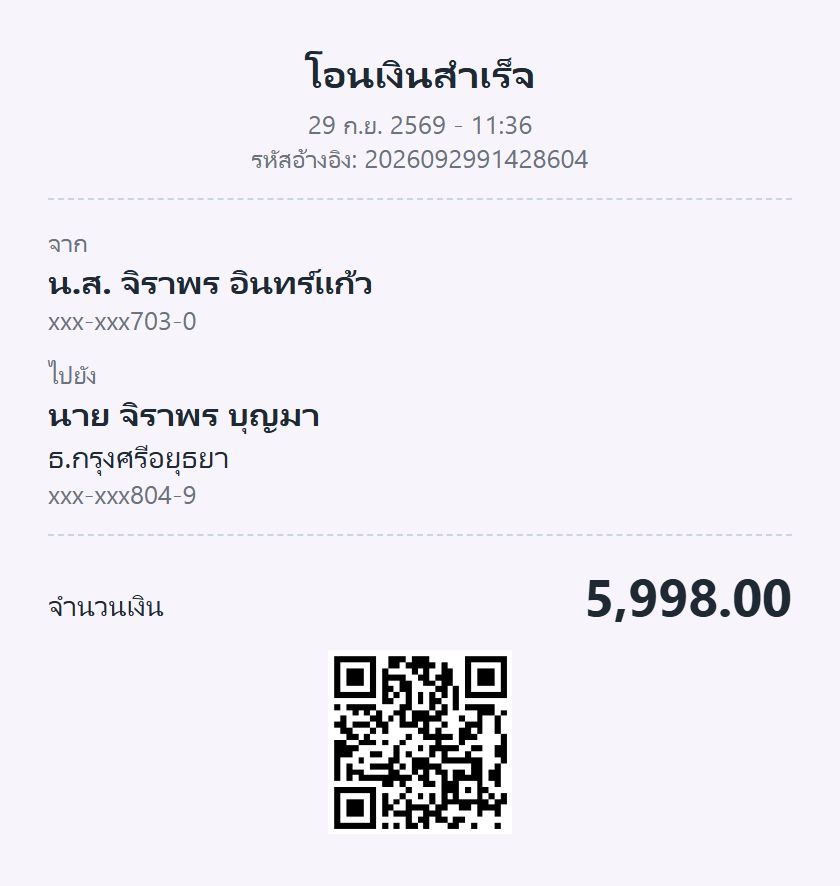 โอนเงินสำเร็จ
29 ก.ย. 2569 - 11:36
รหัสอ้างอิง: 2026092991428604
จาก
น.ส. จิราพร อินทร์แก้ว
xxx-xxx703-0
ไปยัง
นาย จิราพร บุญมา
ธ.กรุงศรีอยุธยา
xxx-xxx804-9
จำนวนเงิน 5,998.00